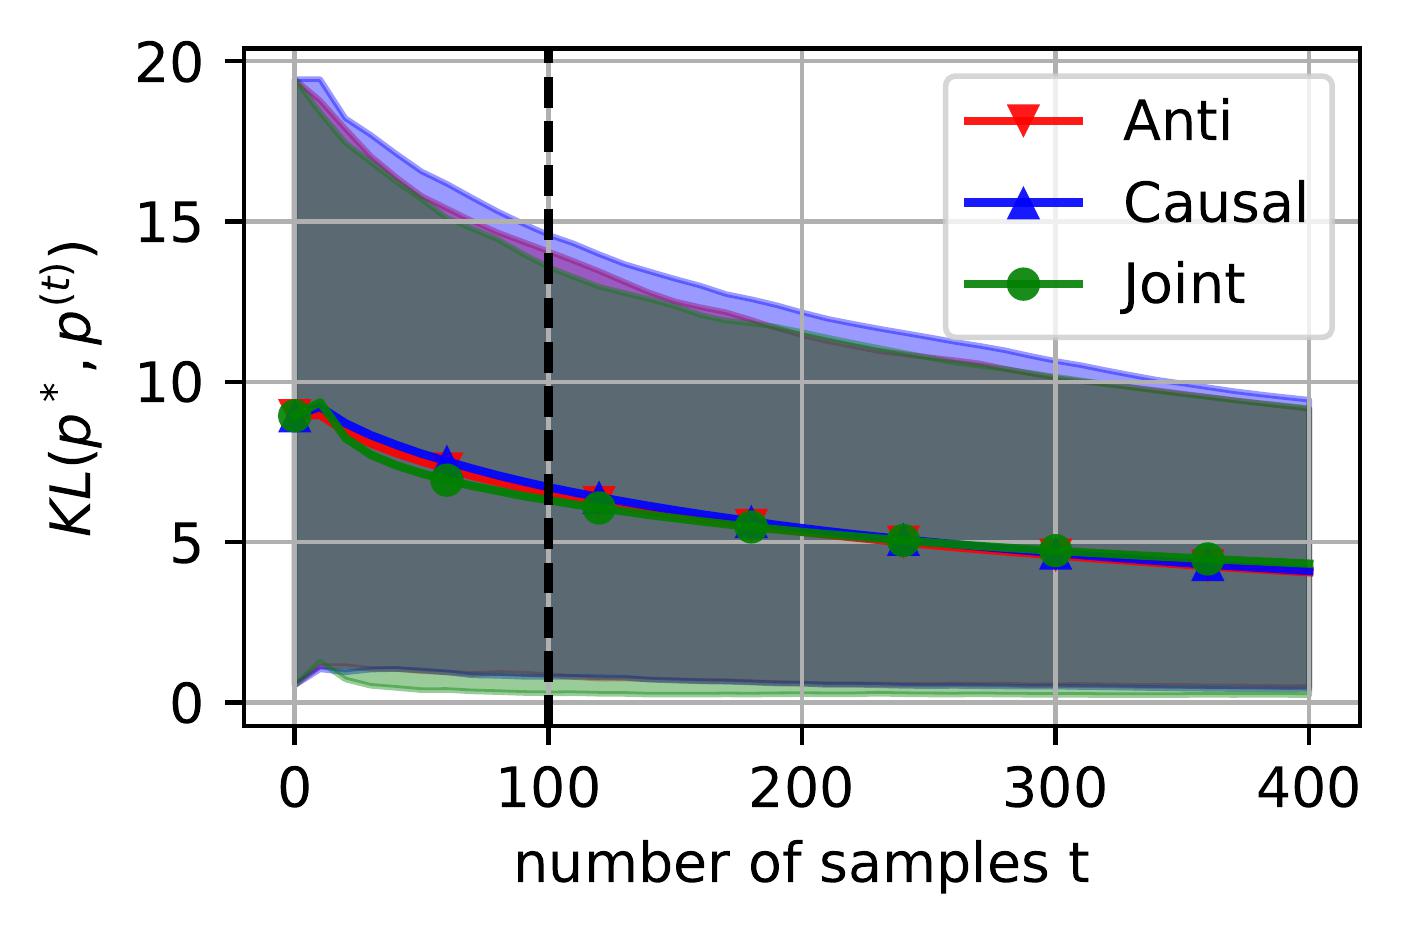 20
15
10
5
0
KL(p*, p^(t))
Anti
Causal
Joint
0 100 200 300 400
number of samples t